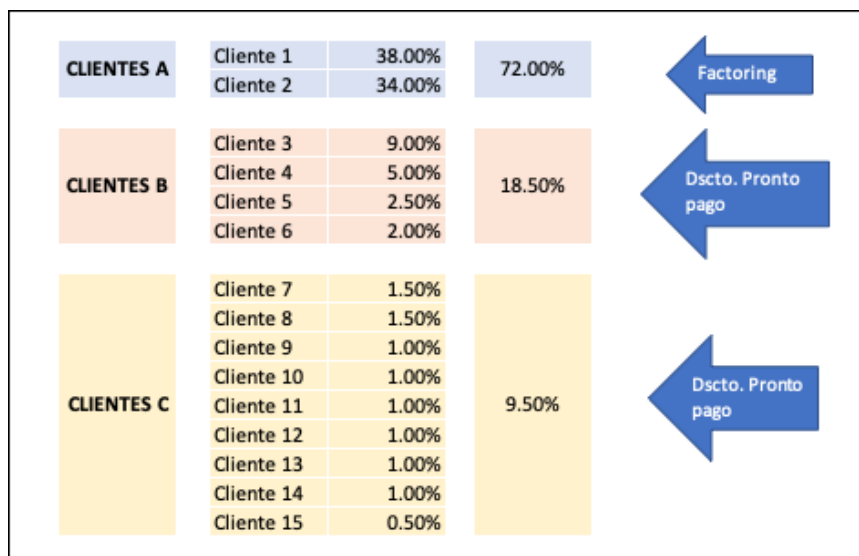 CLIENTES A
Cliente 1 38.00%
Cliente 2 34.00%
72.00%
Factoring
CLIENTES B
Cliente 3 9.00%
Cliente 4 5.00%
Cliente 5 2.50%
Cliente 6 2.00%
18.50%
Dscto. Pronto
pago
CLIENTES C
Cliente 7 1.50%
Cliente 8 1.50%
Cliente 9 1.00%
Cliente 10 1.00%
Cliente 11 1.00%
Cliente 12 1.00%
Cliente 13 1.00%
Cliente 14 1.00%
Cliente 15 0.50%
9.50%
Dscto. Pronto
pago